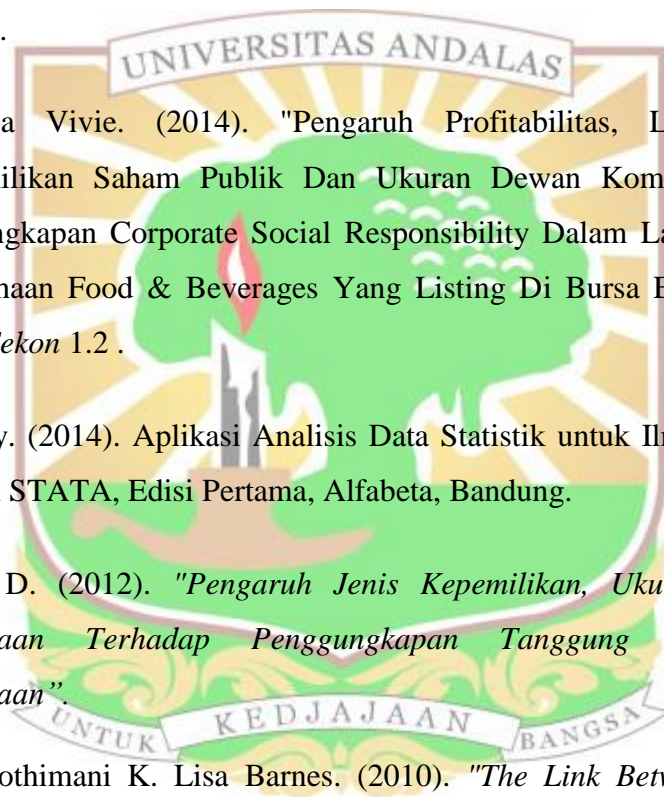 .
UNIVERSITAS ANDALAS
a Vivie. (2014). "Pengaruh Profitabilitas, L
ilikan Saham Publik Dan Ukuran Dewan Kom
ngkapan Corporate Social Responsibility Dalam La
naan Food & Beverages Yang Listing Di Bursa E
ekon 1.2 .
y. (2014). Aplikasi Analisis Data Statistik untuk Il
STATA, Edisi Pertama, Alfabeta, Bandung.
D. (2012). "Pengaruh Jenis Kepemilikan, Uku
aan Terhadap Penggungkapan Tanggung
aan”.
UNTUK KEDJAJAAN BANGSA
othimani K. Lisa Barnes. (2010). "The Link Betw